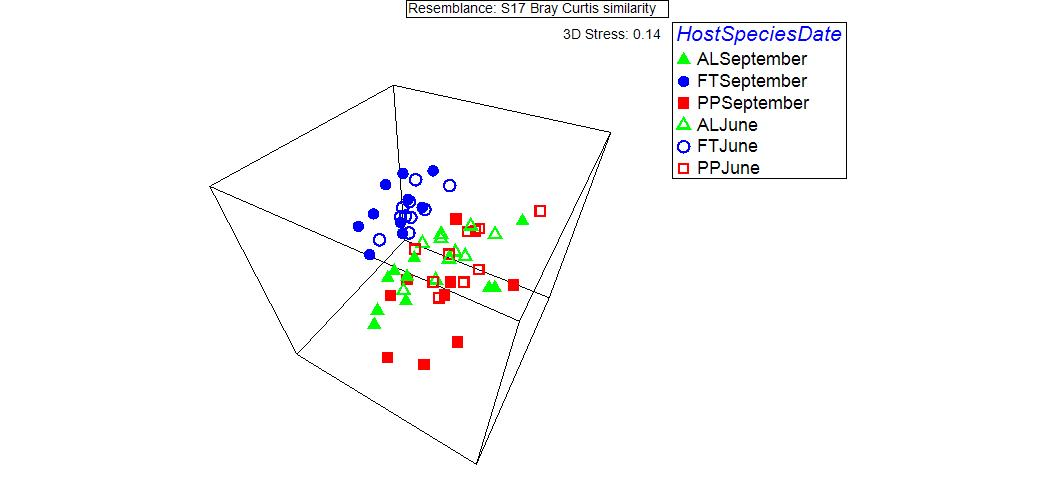 Resemblance: S17 Bray Curtis similarity
3D Stress: 0.14
HostSpeciesDate
ALSeptember
FTSeptember
PPSeptember
ALJune
FTJune
PPJune